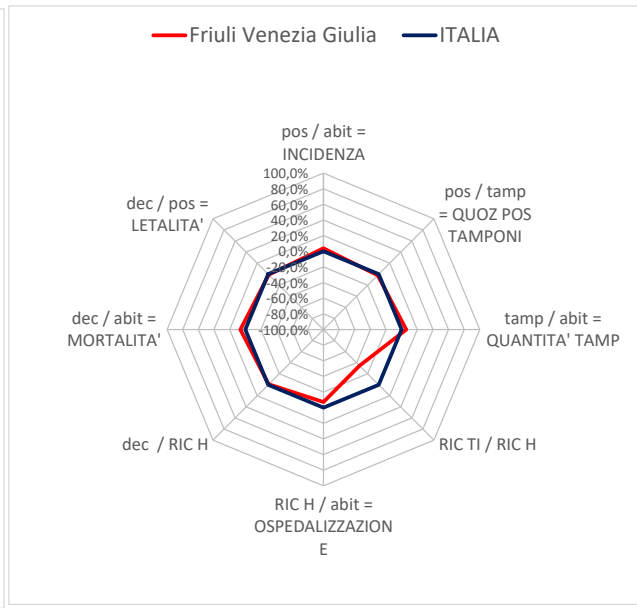 Friuli Venezia Giulia
ITALIA
pos / abit =
INCIDENZA
pos / tamp
= QUOZ POS
TAMPONI
tamp / abit =
QUANTITA' TAMP
RIC TI / RIC H
RIC H / abit =
OSPEDALIZZAZION
E
dec / RIC H
dec / abit =
MORTALITA'
dec / pos =
LETALITA'
100,0%
80,0%
60,0%
40,0%
20,0%
0,0%
-20,0%
-40,0%
-60,0%
-80,0%
-100,0%